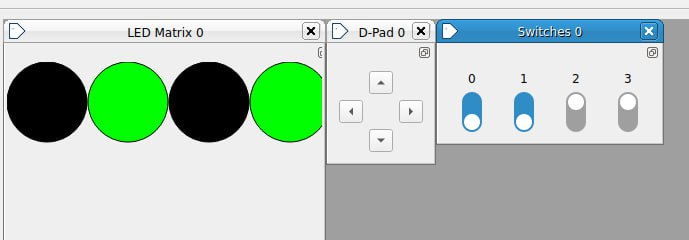 LED Matrix 0
D-Pad 0
Switches 0
0 1 2 3